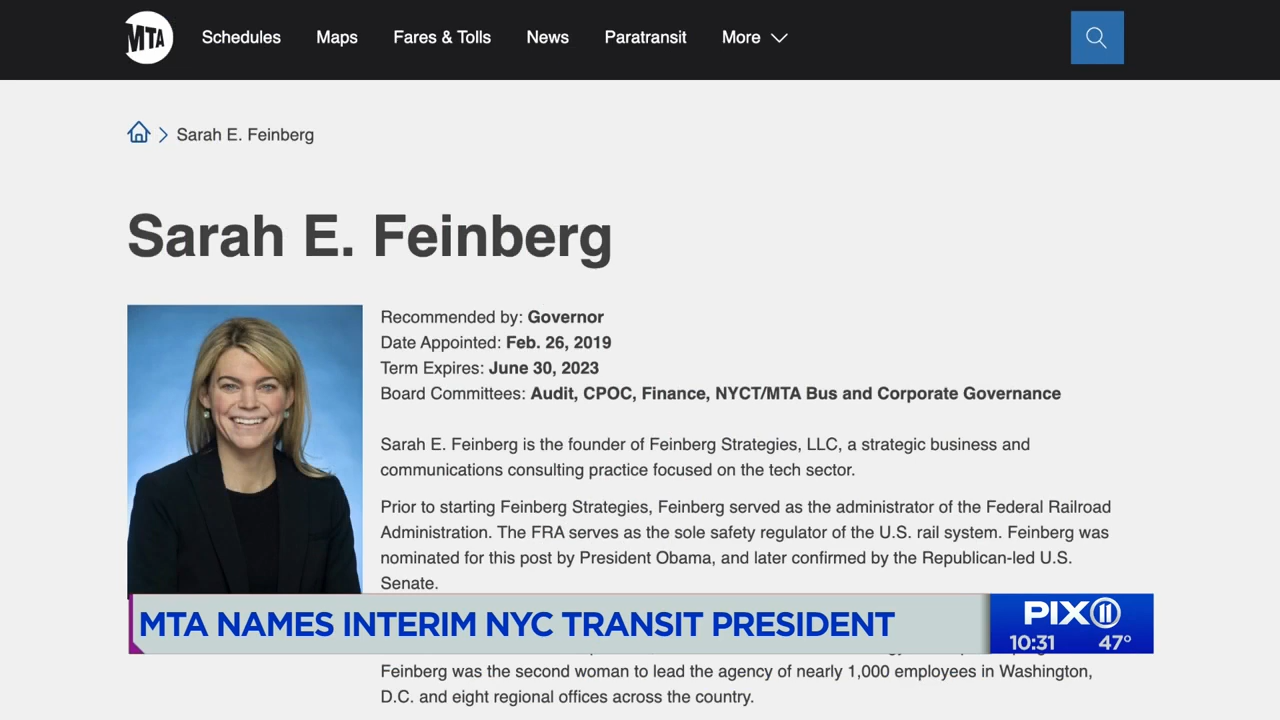 MTA Schedules Maps Fares & Tolls News Paratransit More
Sarah E. Feinberg
Sarah E. Feinberg
Recommended by: Governor
Date Appointed: Feb. 26, 2019
Term Expires: June 30, 2023
Board Committees: Audit, CPOC, Finance, NYCT/MTA Bus and Corporate Governance
Sarah E. Feinberg is the founder of Feinberg Strategies, LLC, a strategic business and
communications consulting practice focused on the tech sector.
Prior to starting Feinberg Strategies, Feinberg served as the administrator of the Federal Railroad
Administration. The FRA serves as the sole safety regulator of the U.S. rail system. Feinberg was
nominated for this post by President Obama, and later confirmed by the Republican-led U.S.
Senate.
MTA NAMES INTERIM NYC TRANSIT PRESIDENT
PIX11
10:31 47°
Feinberg was the second woman to lead the agency of nearly 1,000 employees in Washington,
D.C. and eight regional offices across the country.